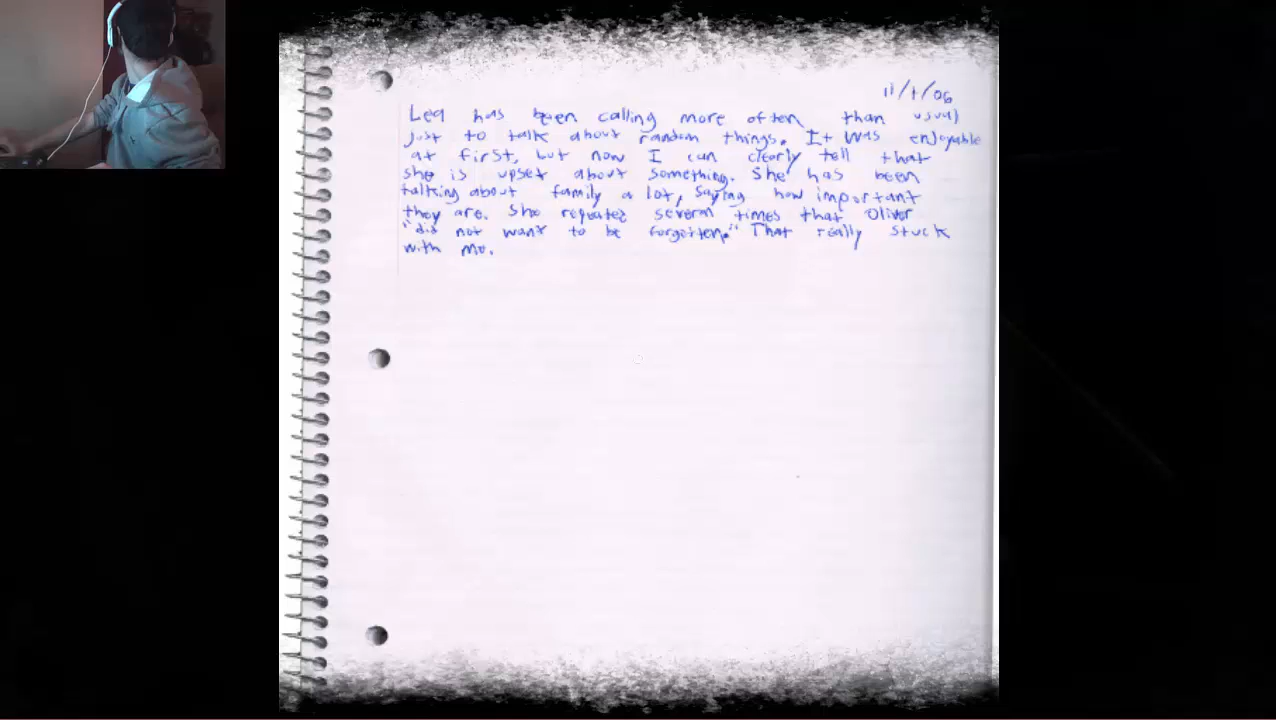 11/1/06
Lea has been calling more often than usual
just to talk about random things. It was enjoyable
at first, but now I can clearly tell that
she is upset about something. She has been
talking about family a lot, saying how important
they are. She repeated several times that Oliver
"did not want to be forgotten." That really stuck
with me.